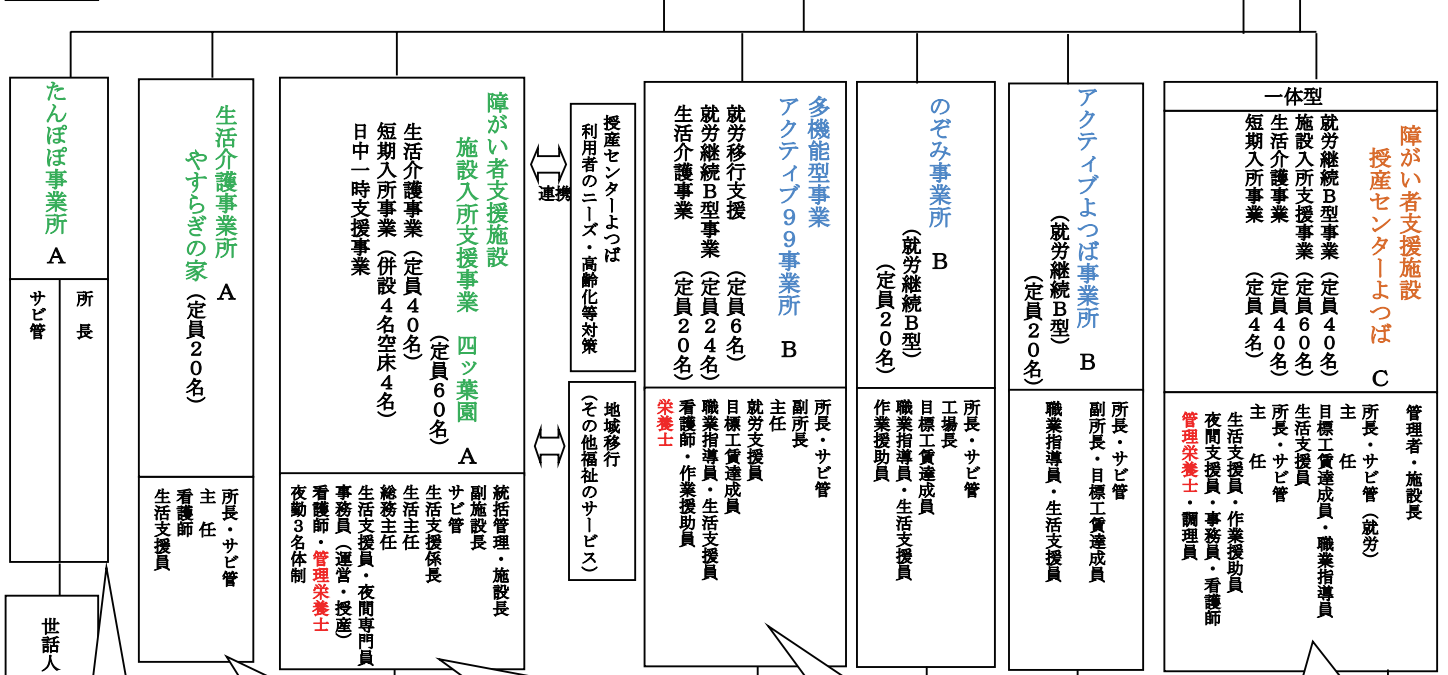 たんぽぽ事業所
A
所長
サビ管
世話人
生活介護事業所
やすらぎの家
A
（定員20名）
所長・サビ管
主任
看護師
生活支援員
障がい者支援施設
施設入所支援事業 四ッ葉園
A
（定員60名）
生活介護事業（定員40名）
短期入所事業（併設4名空床4名）
日中一時支援事業
統括管理・施設長
副施設長
サビ管
生活支援係長
生活主任
総務主任
生活支援員・夜間専門員
事務員（運営・授産）
看護師・管理栄養士
夜勤3名体制
連携
授産センターよつば
利用者のニーズ・高齢化等対策
地城移行
（その他福祉のサービス）
多機能型事業
アクティブ99事業所
B
就労移行支援 （定員6名）
就労継続B型事業 （定員24名）
生活介護事業 （定員20名）
所長・サビ管
副所長
主任
就労支援員
目標工賃達成員
職業指導員・生活支援員
看護師・作業援助員
栄養士
のぞみ事業所
B
（就労継続B型）
（定員20名）
所長・サビ管
工場長
目標工賃達成員
職業指導員・生活支援員
作業援助員
アクティブよつば事業所
B
（就労継続B型）
（定員20名）
所長・サビ管
副所長・目標工賃達成員
職業指導員・生活支援員
一体型
障がい者支援施設
授産センターよつば
C
就労継続B型事業（定員40名）
施設入所支援事業（定員60名）
生活介護事業 （定員40名）
短期入所事業 （定員4名）
管理者・施設長
所長・サビ管（就労）
主任
目標工賃達成員・職業指導員
生活支援員
所長・サビ管
主任
生活支援員・作業援助員
夜間支援員・事務員・看護師
管理栄養士・調理員